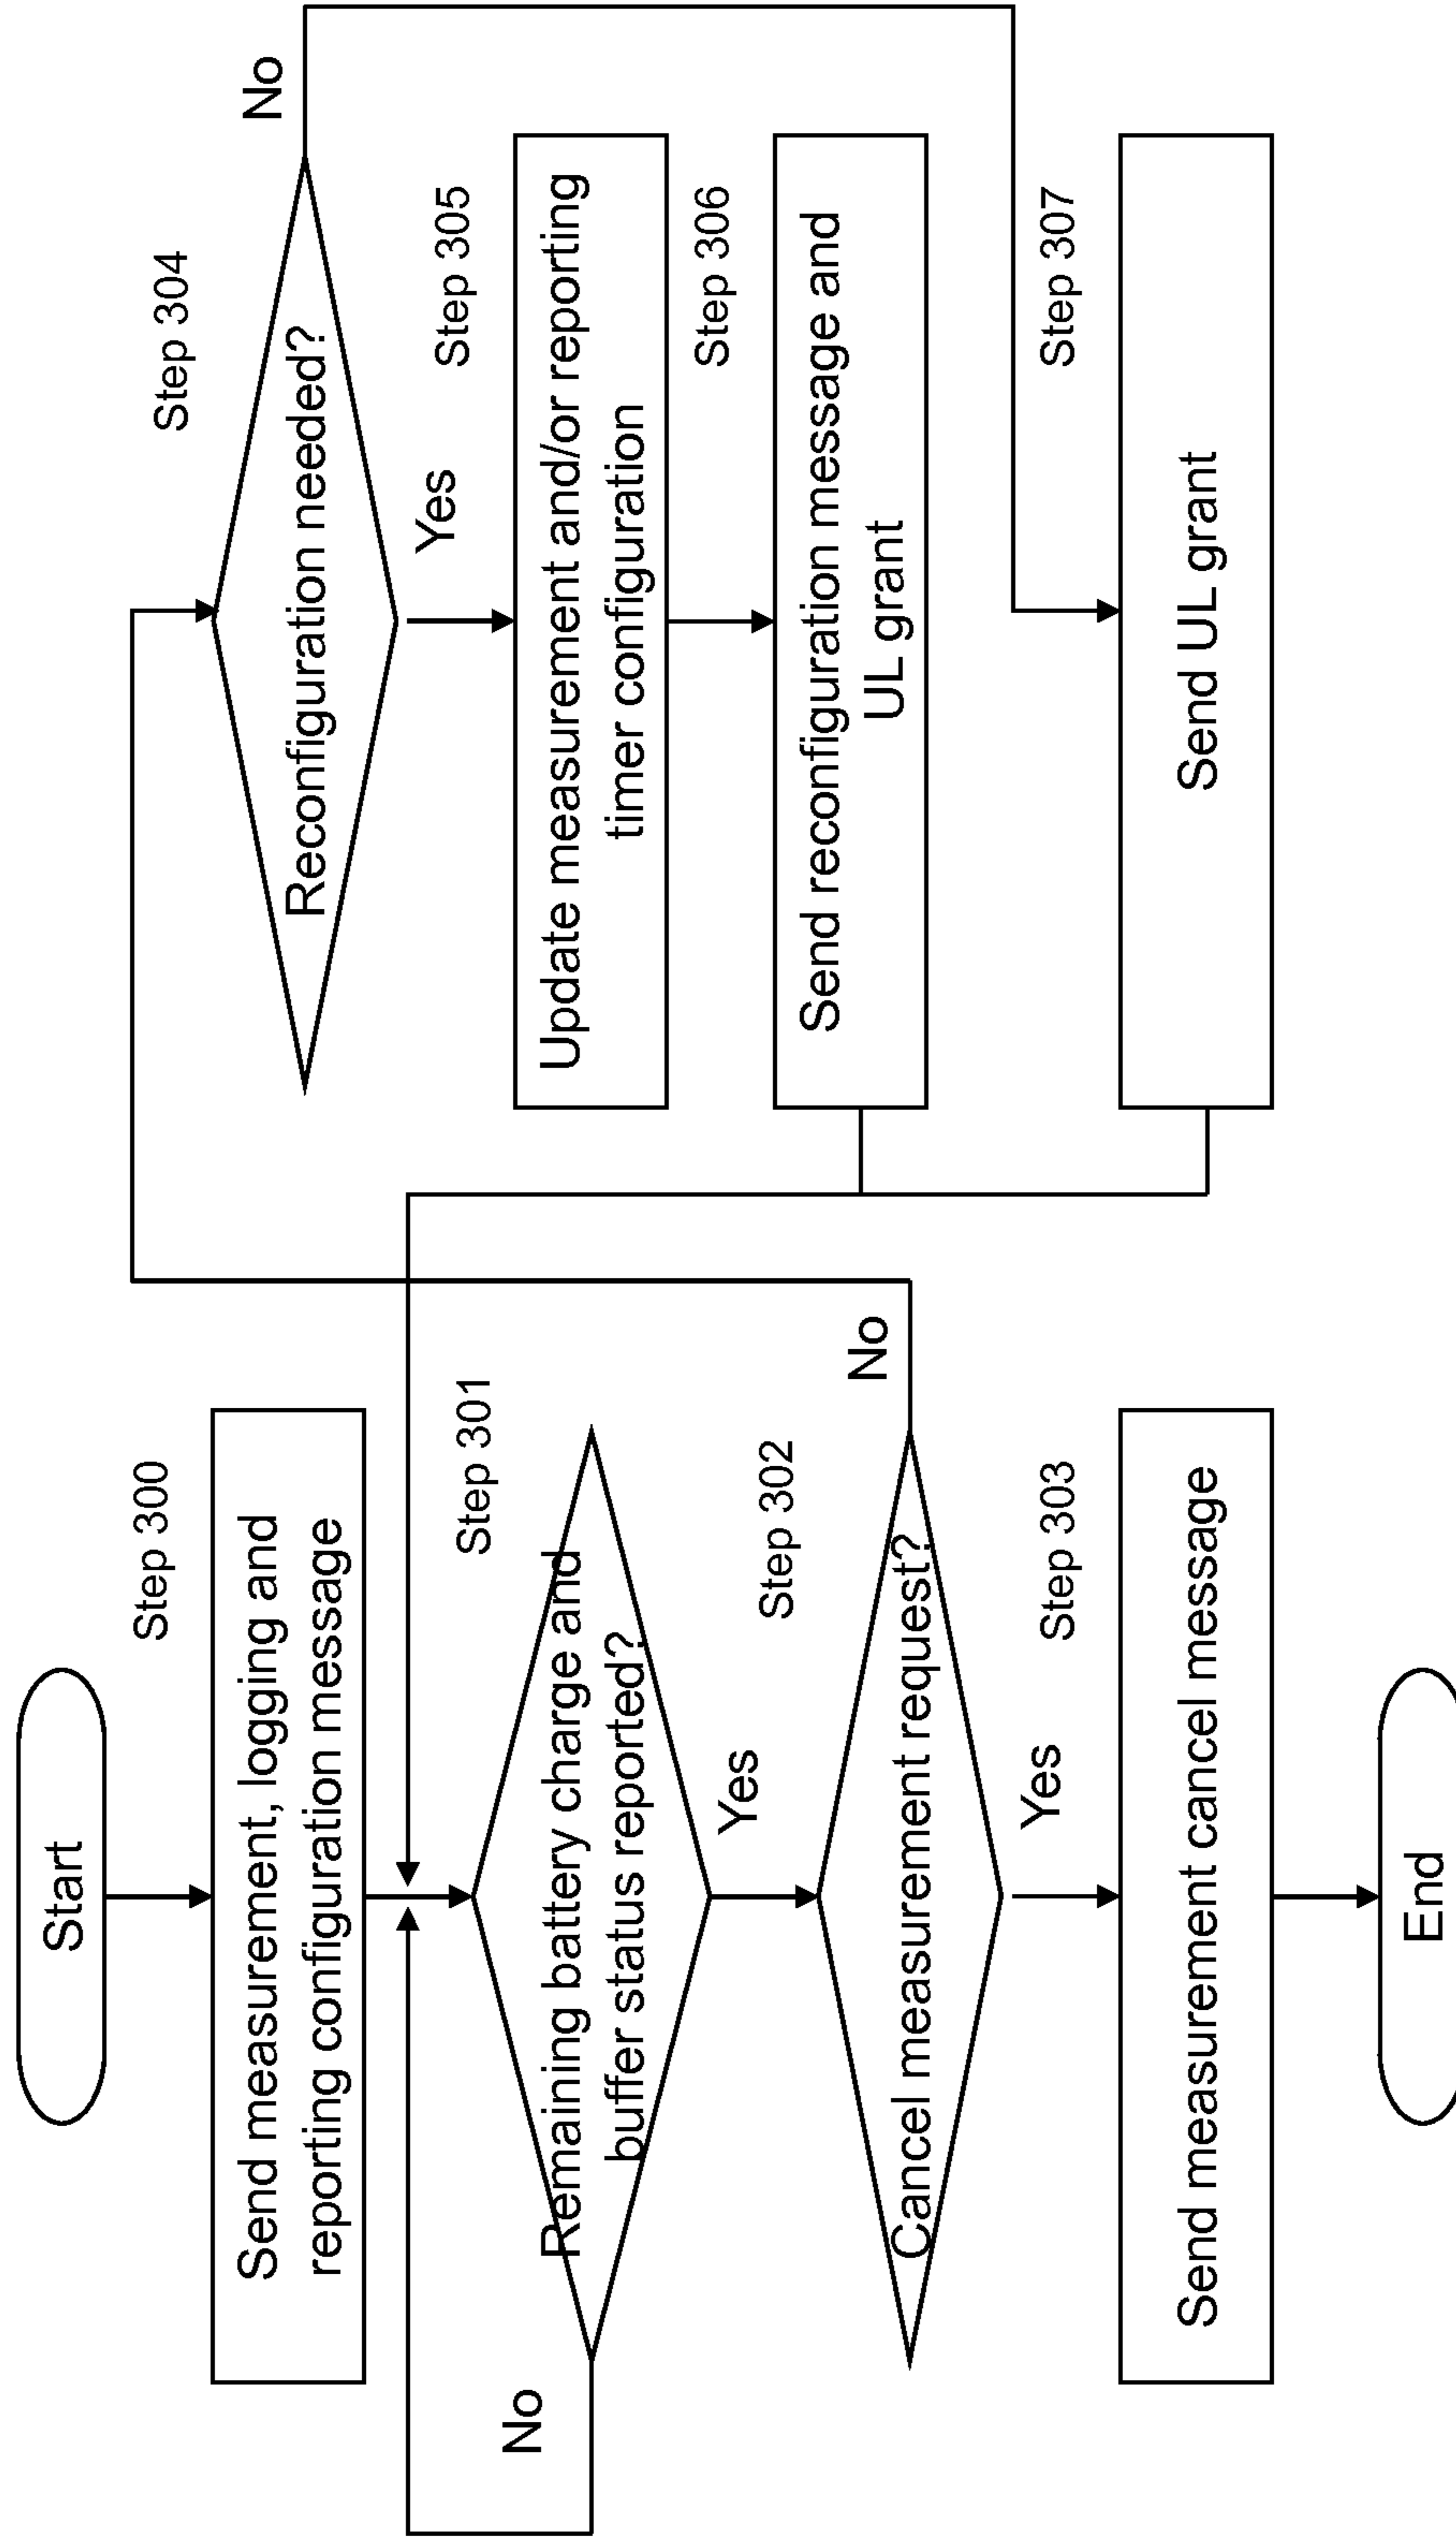 Start
Step 300
Send measurement, logging and
reporting configuration message
Step 301
Remaining battery charge and
buffer status reported?
No
Yes
Step 302
Cancel measurement request?
No
Yes
Step 303
Send measurement cancel message
End
Step 304
Reconfiguration needed?
No
Yes
Step 305
Update measurement and/or reporting
timer configuration
Step 306
Send reconfiguration message and
UL grant
Step 307
Send UL grant